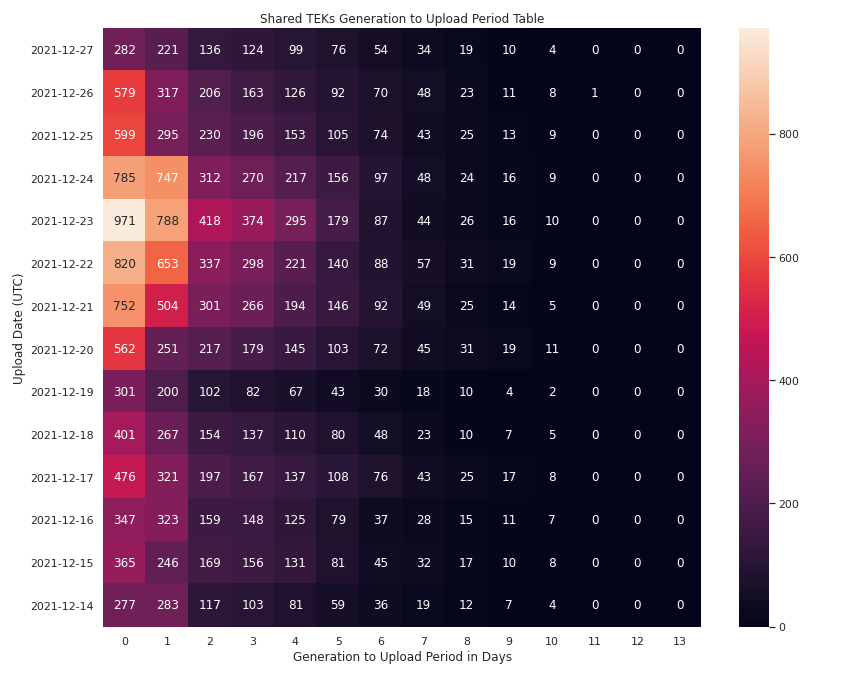 Shared TEKs Generation to Upload Period Table
Upload Date (UTC)
2021-12-27 282 221 136 124 99 76 54 34 19 10 4 0 0 0
2021-12-26 579 317 206 163 126 92 70 48 23 11 8 1 0 0
2021-12-25 599 295 230 196 153 105 74 43 25 13 9 0 0 0
2021-12-24 785 747 312 270 217 156 97 48 24 16 9 0 0 0
2021-12-23 971 788 418 374 295 179 87 44 26 16 10 0 0 0
2021-12-22 820 653 337 298 221 140 88 57 31 19 9 0 0 0
2021-12-21 752 504 301 266 194 146 92 49 25 14 5 0 0 0
2021-12-20 562 251 217 179 145 103 72 45 31 19 11 0 0 0
2021-12-19 301 200 102 82 67 43 30 18 10 4 2 0 0 0
2021-12-18 401 267 154 137 110 80 48 23 10 7 5 0 0 0
2021-12-17 476 321 197 167 137 108 76 43 25 17 8 0 0 0
2021-12-16 347 323 159 148 125 79 37 28 15 11 7 0 0 0
2021-12-15 365 246 169 156 131 81 45 32 17 10 8 0 0 0
2021-12-14 277 283 117 103 81 59 36 19 12 7 4 0 0 0
0 1 2 3 4 5 6 7 8 9 10 11 12 13
Generation to Upload Period in Days
800
600
400
200
0